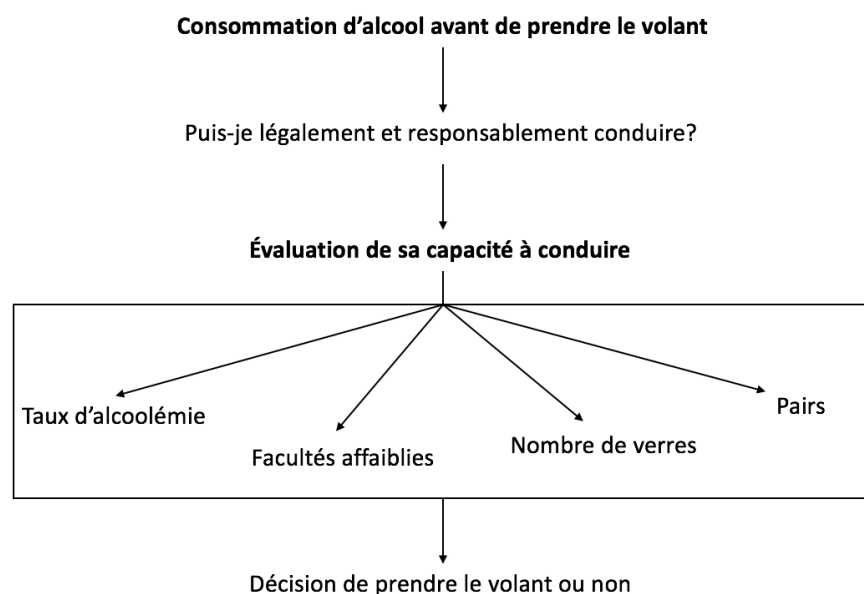 Consommation d'alcool avant de prendre le volant
Puis-je légalement et responsablement conduire?
Évaluation de sa capacité à conduire
Taux d'alcoolémie
Facultés affaiblies
Nombre de verres
Pairs
Décision de prendre le volant ou non